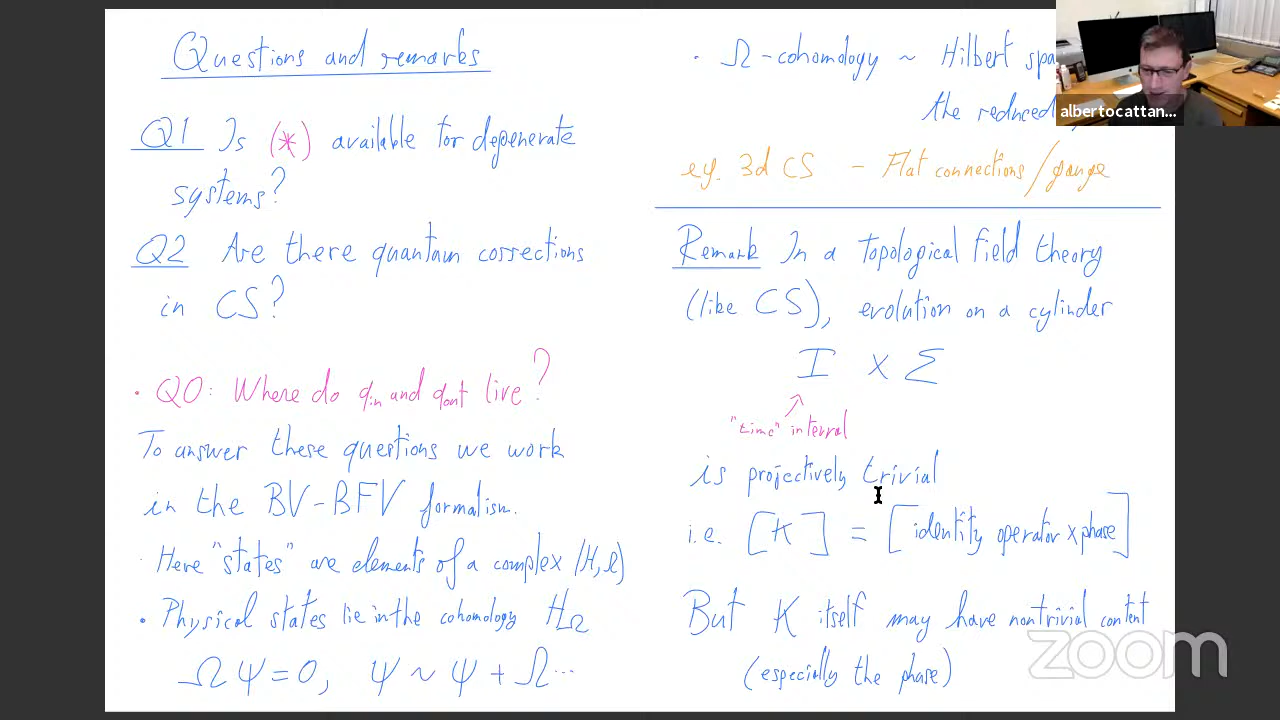 Questions and remarks
Q1 Is (*) available for degenerate
systems?
Q2 Are there quantum corrections
in CS?
· Q0: Where do q_in and q_out live?
To answer these questions we work
in the BV-BFV formalism.
· Here "states" are elements of a complex (H, Ω)
· Physical states lie in the cohomology H_Ω
Ωψ = 0, ψ ~ ψ + Ω...
· Ω-cohomology ~ Hilbert spa
the reduced
albertocattan...
eg. 3d CS - Flat connections/gauge
Remark In a topological field theory
(like CS), evolution on a cylinder
I × Σ
"time" interval
is projectively trivial
i.e. [K] = [identity operator × phase]
But K itself may have nontrivial content
(especially the phase)
zoom